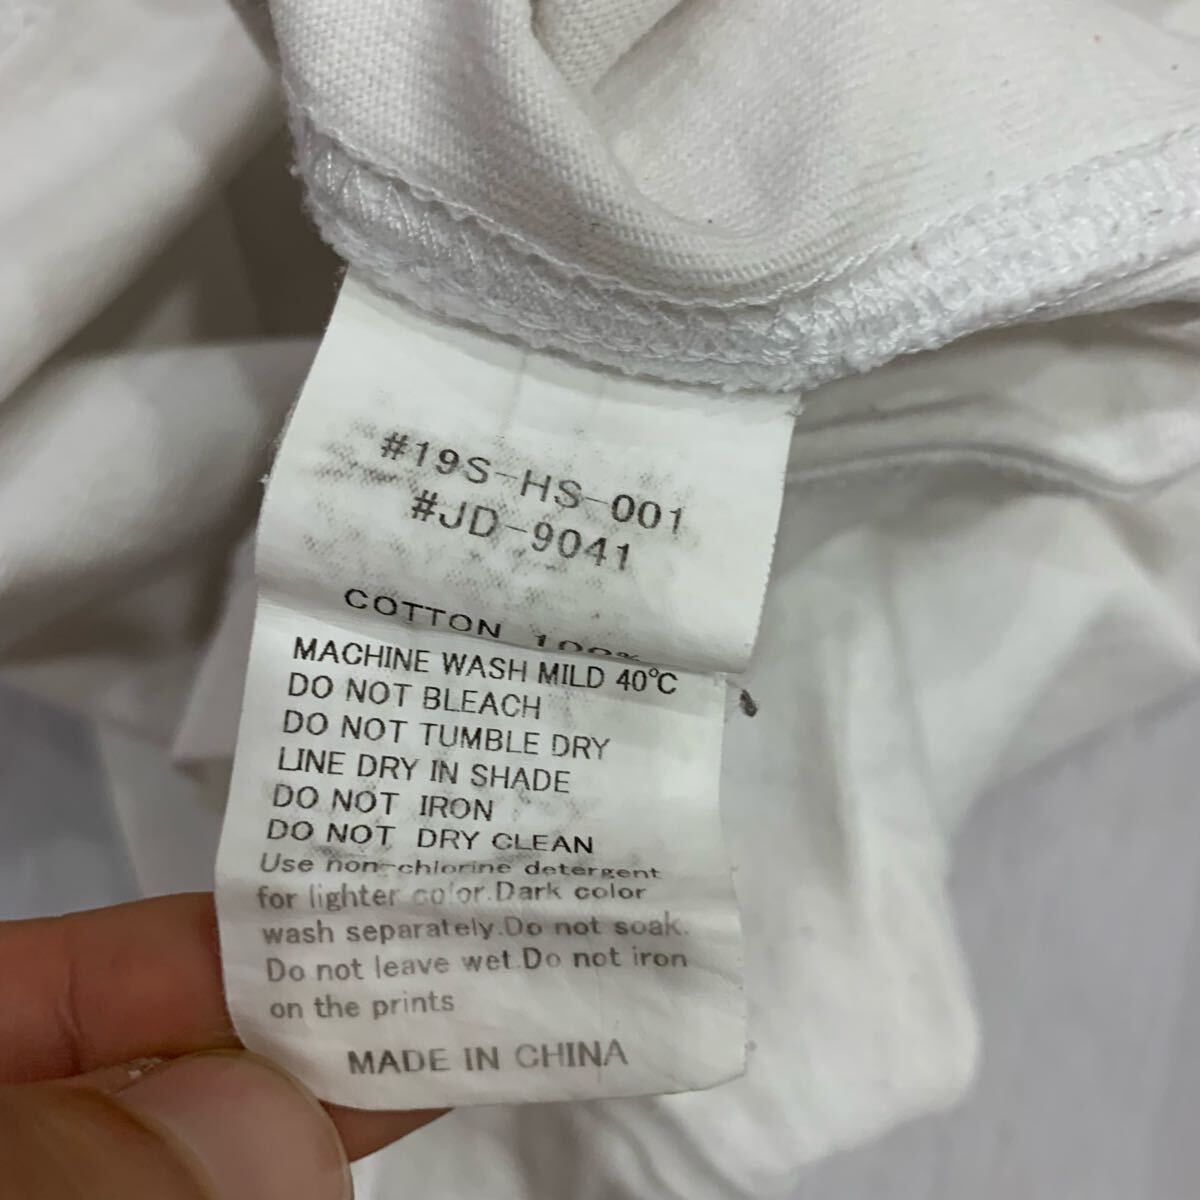 #19S-HS-001
#JD-9041
COTTON 100%
MACHINE WASH MILD 40℃
DO NOT BLEACH
DO NOT TUMBLE DRY
LINE DRY IN SHADE
DO NOT IRON
DO NOT DRY CLEAN
Use non-chlorine detergent
for lighter color.Dark color
wash separately.Do not soak.
Do not leave wet.Do not iron
on the prints
MADE IN CHINA